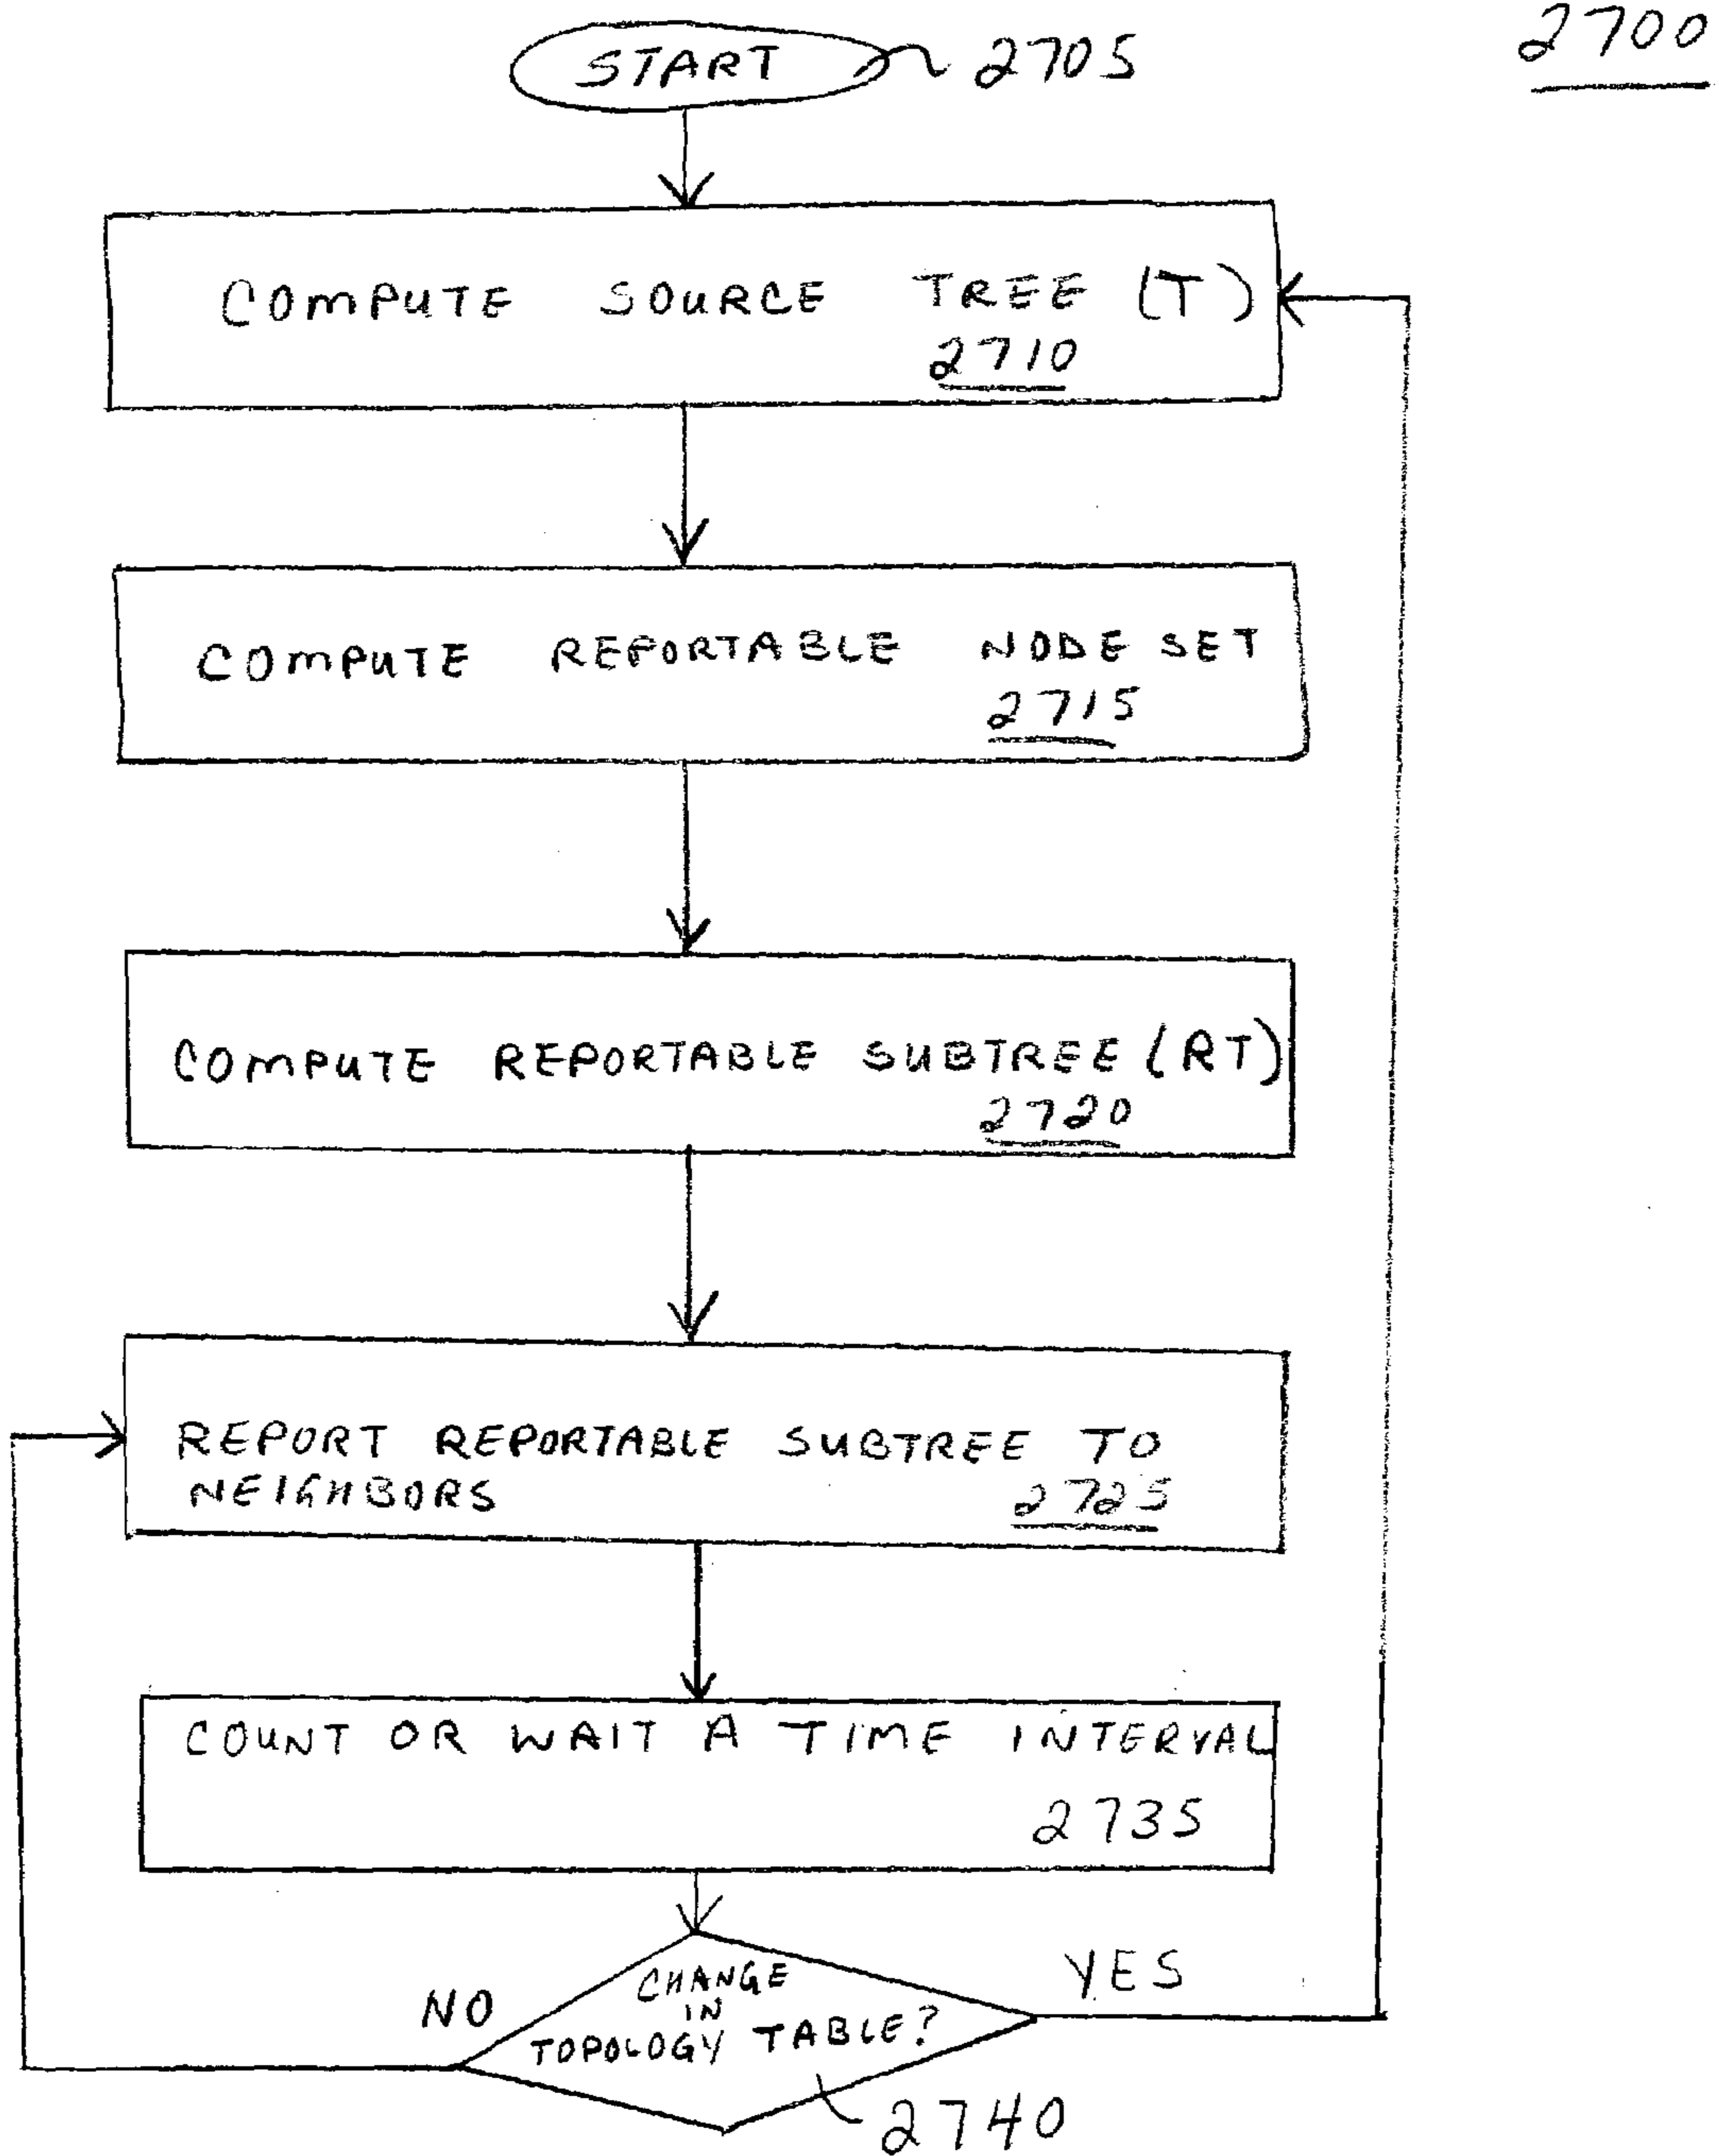 2700
START 2705
COMPUTE SOURCE TREE (T)
2710
COMPUTE REPORTABLE NODE SET
2715
COMPUTE REPORTABLE SUBTREE (RT)
2720
REPORT REPORTABLE SUBTREE TO
NEIGHBORS 2725
COUNT OR WAIT A TIME INTERVAL
2735
NO
CHANGE
IN
TOPOLOGY TABLE?
YES
2740